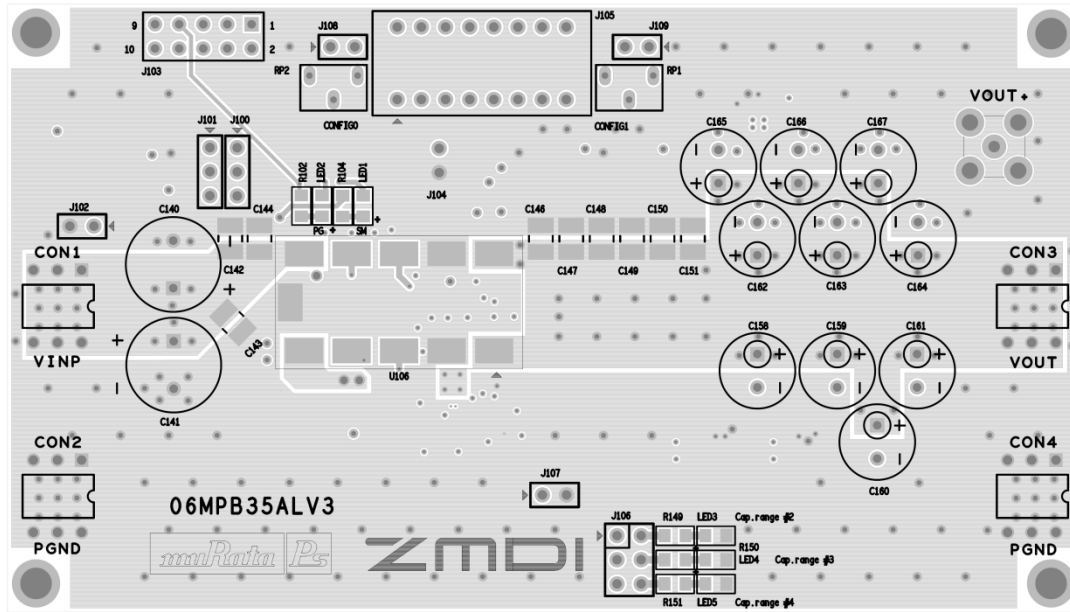 J108
J105
J109
9
1
10
2
J103
RP2
RP1
CONFIG0
CONFIG1
VOUT+
J101
J100
C165
C166
C167
R102
LED2
R104
LED1
J104
J102
PG
+
SM
+
C140
C144
C146
C148
C150
CON1
C142
C147
C149
C151
C162
C163
C164
CON3
VINP
C143
U106
C158
C159
C161
VOUT
C141
CON2
CON4
C160
J107
06MPB35ALV3
PGND
PGND
muRata Ps
ZMDI
J106
R149
LED3
Cap.range #2
R150
LED4
Cap.range #3
R151
LED5
Cap.range #4